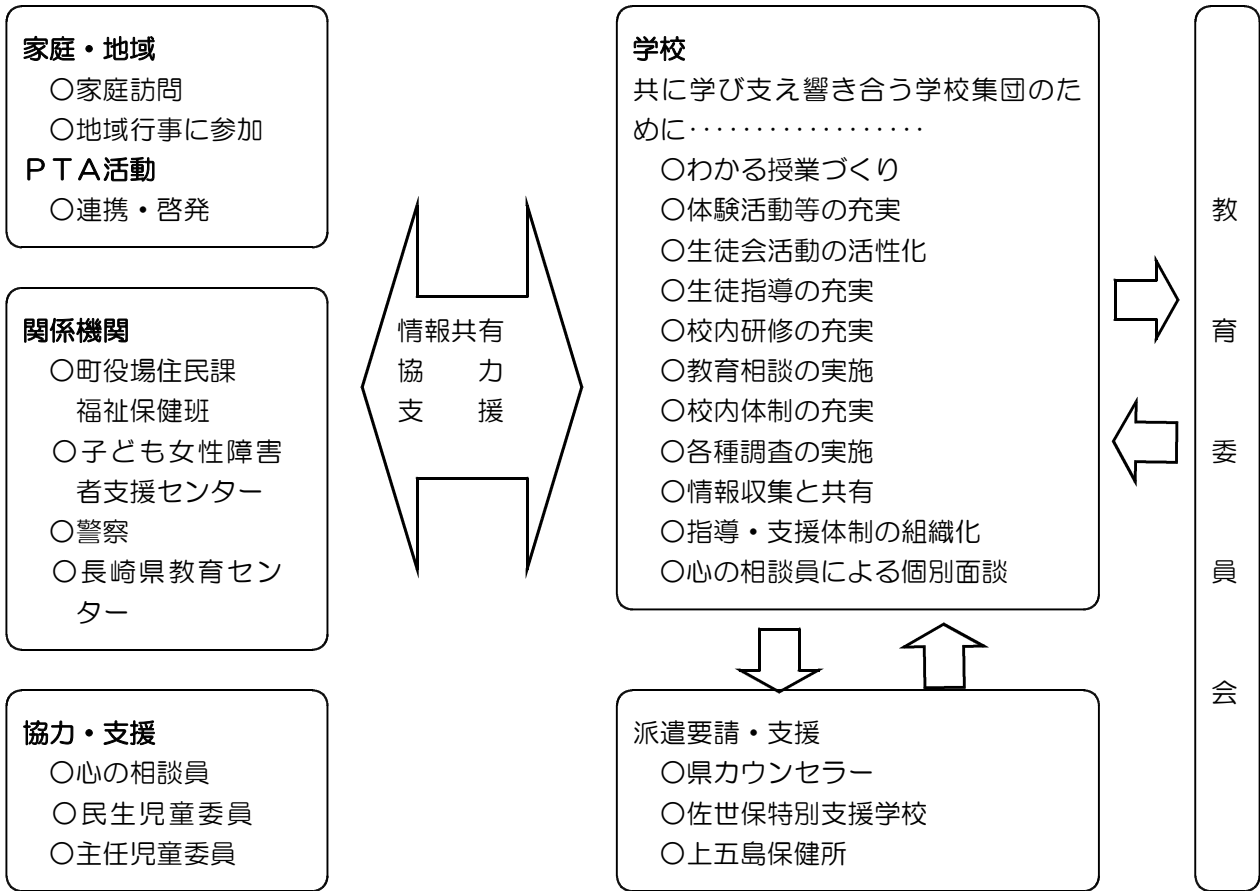 家庭・地域
○家庭訪問
○地域行事に参加
ＰＴＡ活動
○連携・啓発
関係機関
○町役場住民課
福祉保健班
○子ども女性障害
者支援センター
○警察
○長崎県教育セン
ター
協力・支援
○心の相談員
○民生児童委員
○主任児童委員
情報共有
協　　力
支　　援
学校
共に学び支え響き合う学校集団のた
めに‥‥‥‥‥‥‥‥‥
○わかる授業づくり
○体験活動等の充実
○生徒会活動の活性化
○生徒指導の充実
○校内研修の充実
○教育相談の実施
○校内体制の充実
○各種調査の実施
○情報収集と共有
○指導・支援体制の組織化
○心の相談員による個別面談
派遣要請・支援
○県カウンセラー
○佐世保特別支援学校
○上五島保健所
教育委員会